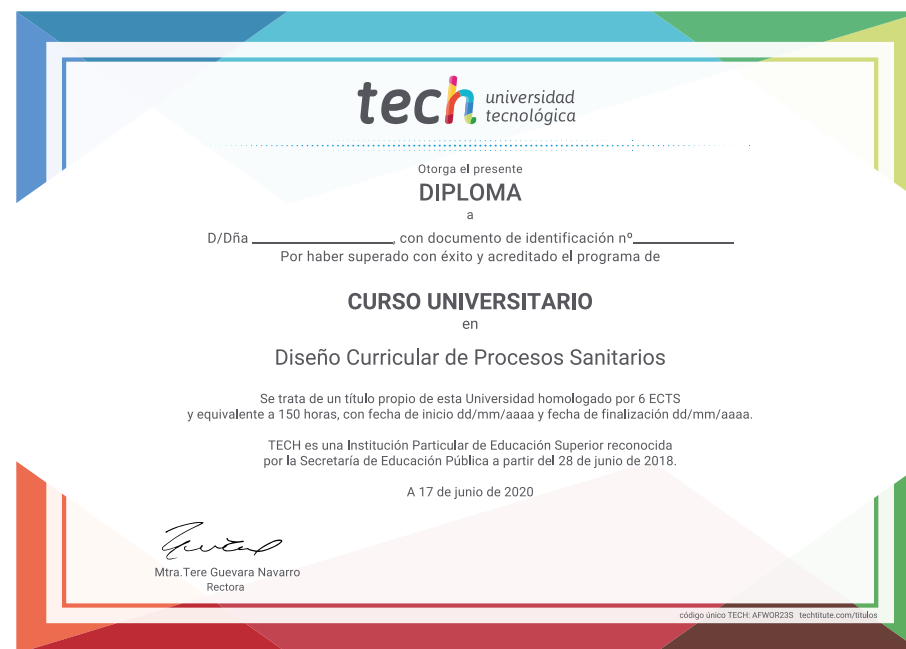 tech universidad
tecnológica
Otorga el presente
DIPLOMA
a
D/Dña ____________________, con documento de identificación nº______________
Por haber superado con éxito y acreditado el programa de
CURSO UNIVERSITARIO
en
Diseño Curricular de Procesos Sanitarios
Se trata de un título propio de esta Universidad homologado por 6 ECTS
y equivalente a 150 horas, con fecha de inicio dd/mm/aaaa y fecha de finalización dd/mm/aaaa.
TECH es una Institución Particular de Educación Superior reconocida
por la Secretaría de Educación Pública a partir del 28 de junio de 2018.
A 17 de junio de 2020
Mtra.Tere Guevara Navarro
Rectora
código único TECH: AFWOR23S techtitute.com/titulos